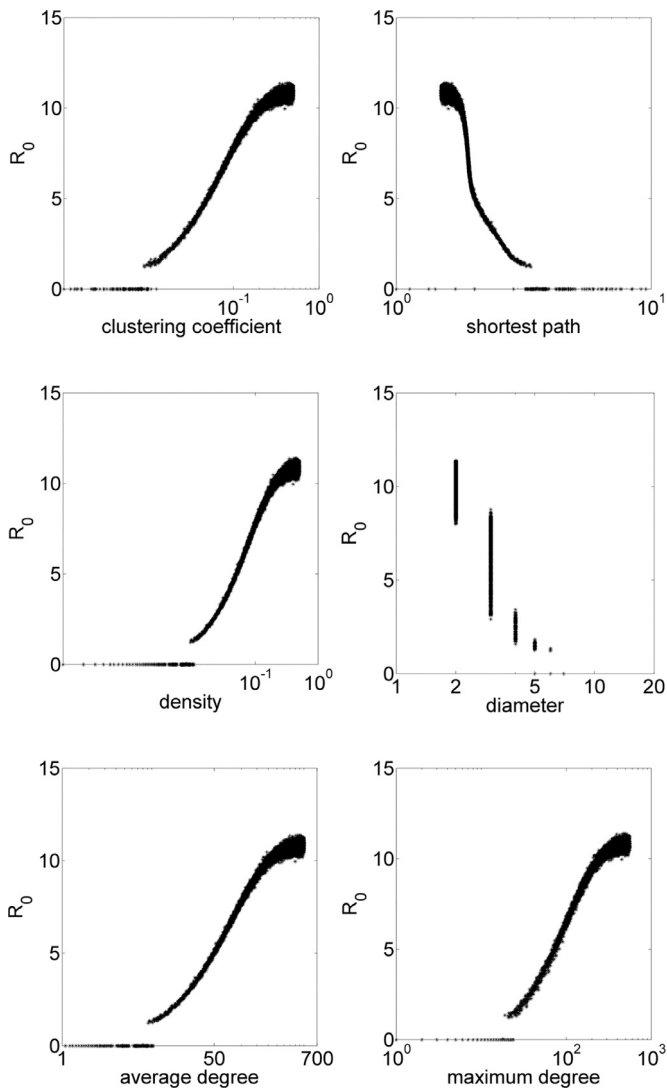 15 15
10 10
R0 R0
5 5
0 0
10^-1 10^0 10^0 10^1
clustering coefficient shortest path
15 15
10 10
R0 R0
5 5
0 0
10^-1 10^0 1 2 5 10 20
density diameter
15 15
10 10
R0 R0
5 5
0 0
1 50 700 10^0 10^2 10^3
average degree maximum degree